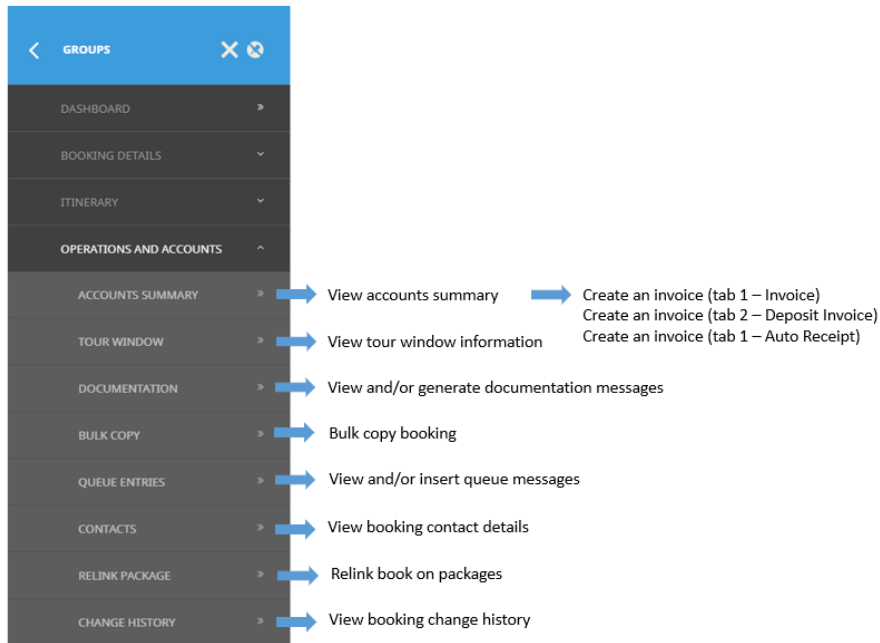 GROUPS
DASHBOARD
BOOKING DETAILS
ITINERARY
OPERATIONS AND ACCOUNTS
ACCOUNTS SUMMARY View accounts summary Create an invoice (tab 1 – Invoice)
Create an invoice (tab 2 – Deposit Invoice)
TOUR WINDOW View tour window information Create an invoice (tab 1 – Auto Receipt)
DOCUMENTATION View and/or generate documentation messages
BULK COPY Bulk copy booking
QUEUE ENTRIES View and/or insert queue messages
CONTACTS View booking contact details
RELINK PACKAGE Relink book on packages
CHANGE HISTORY View booking change history